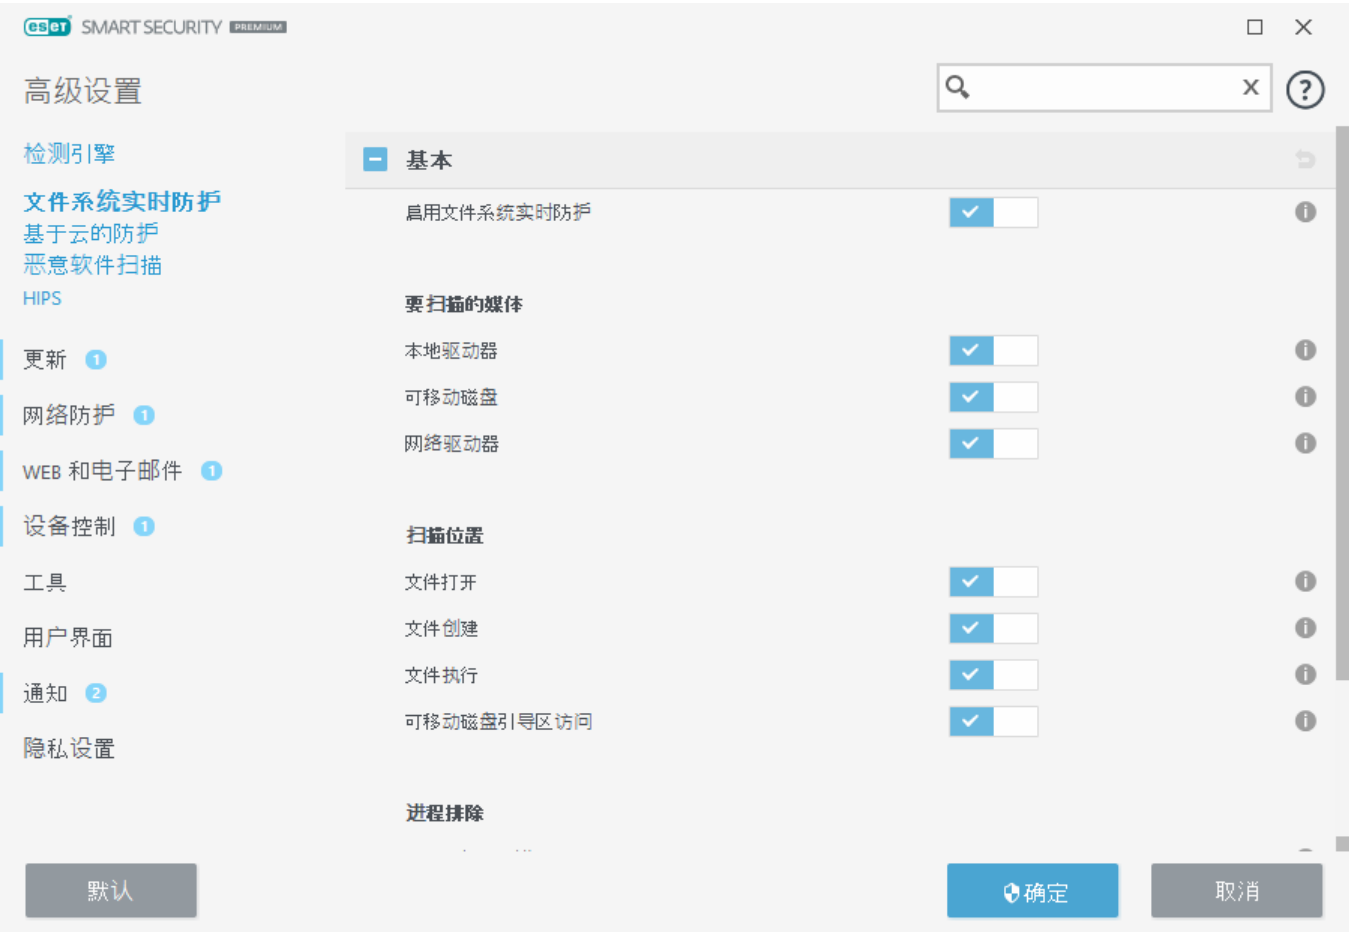 eseT SMART SECURITY PREMIUM
高级设置
检测引擎
文件系统实时防护
基于云的防护
恶意软件扫描
HIPS
更新 1
网络防护 1
WEB 和电子邮件 1
设备控制 1
工具
用户界面
通知 2
隐私设置
基本
启用文件系统实时防护
要扫描的媒体
本地驱动器
可移动磁盘
网络驱动器
扫描位置
文件打开
文件创建
文件执行
可移动磁盘引导区访问
进程排除
默认
确定
取消